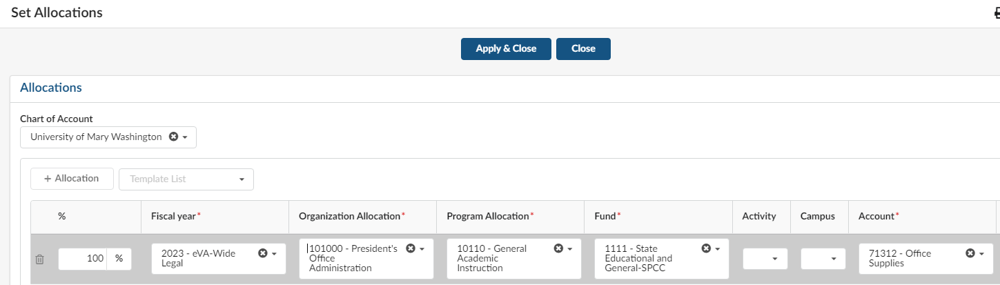 Set Allocations
Apply & Close
Close
Allocations
Chart of Account
University of Mary Washington
+ Allocation
Template List
%
Fiscal year*
Organization Allocation*
Program Allocation*
Fund*
Activity
Campus
Account*
100 %
2023 - eVA-Wide
Legal
101000 - President's
Office
Administration
10110 - General
Academic
Instruction
1111 - State
Educational and
General-SPCC
71312 - Office
Supplies